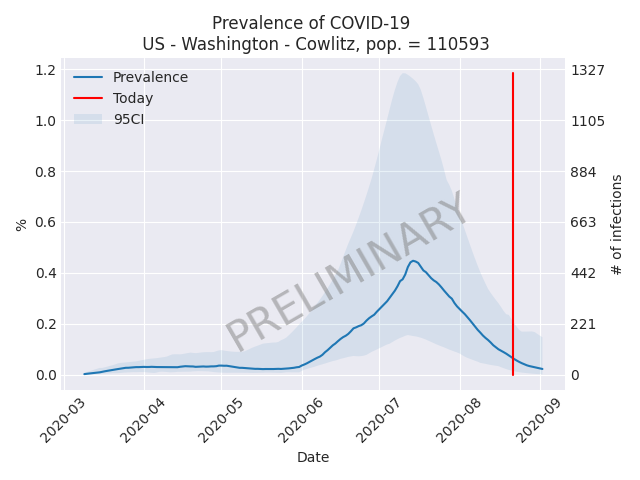 Prevalence of COVID-19
US - Washington - Cowlitz, pop. = 110593
Prevalence
Today
95CI
PRELIMINARY
%
1.2
1.0
0.8
0.6
0.4
0.2
0.0
1327
1105
884
663
442
221
0
# of infections
2020-03
2020-04
2020-05
2020-06
2020-07
2020-08
2020-09
Date